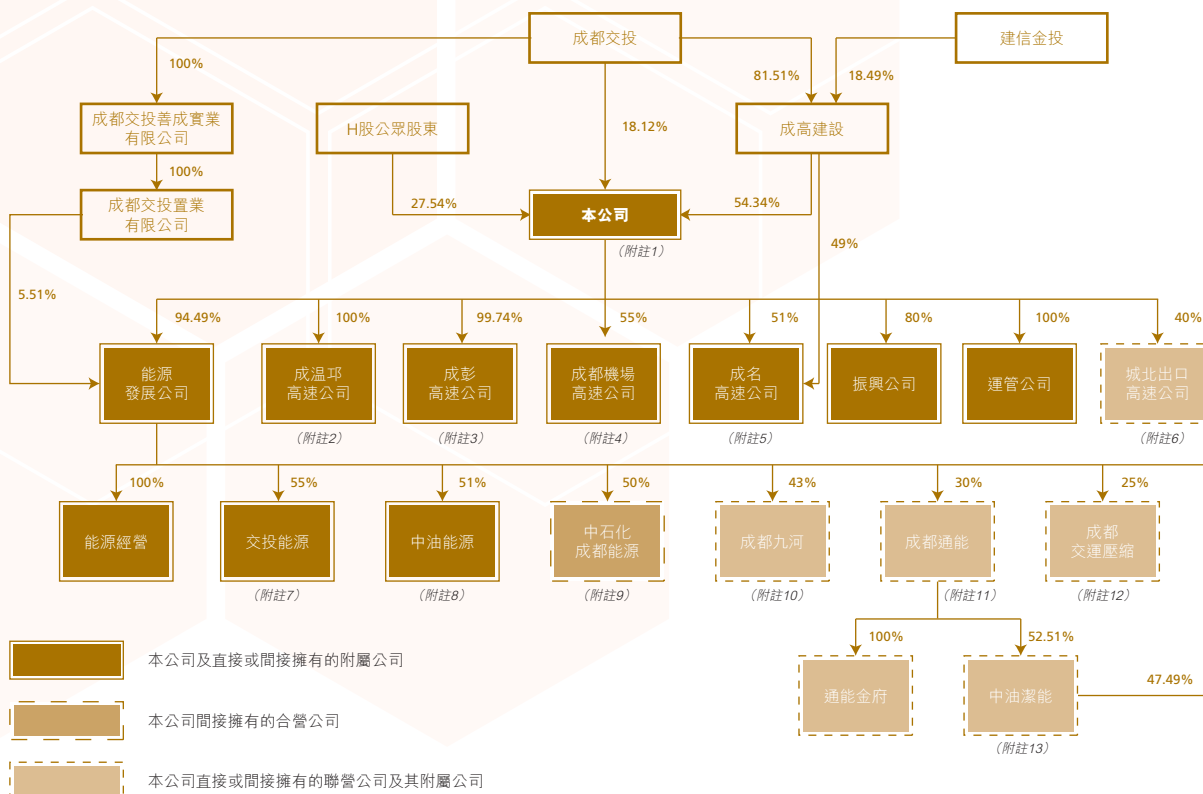 成都交投
建信金投
100%
81.51%
18.49%
成都交投善成實業
有限公司
H股公眾股東
18.12%
成高建設
100%
成都交投置業
有限公司
27.54%
本公司
54.34%
(附註1)
49%
5.51%
94.49%
100%
99.74%
55%
51%
80%
100%
40%
能源
發展公司
成温邛
高速公司
成彭
高速公司
成都機場
高速公司
成名
高速公司
振興公司
運管公司
城北出口
高速公司
(附註2)
(附註3)
(附註4)
(附註5)
(附註6)
100%
55%
51%
50%
43%
30%
25%
能源經營
交投能源
中油能源
中石化
成都能源
成都九河
成都通能
成都
交運壓縮
(附註7)
(附註8)
(附註9)
(附註10)
(附註11)
(附註12)
100%
52.51%
本公司及直接或間接擁有的附屬公司
通能金府
中油潔能
47.49%
本公司間接擁有的合營公司
(附註13)
本公司直接或間接擁有的聯營公司及其附屬公司